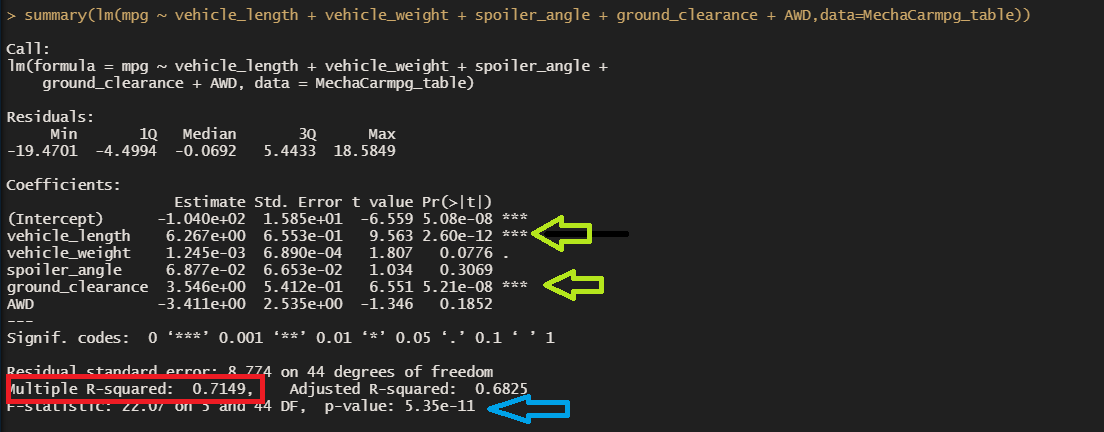 > summary(lm(mpg ~ vehicle_length + vehicle_weight + spoiler_angle + ground_clearance + AWD,data=MechaCarmpg_table))
Call:
lm(formula = mpg ~ vehicle_length + vehicle_weight + spoiler_angle +
    ground_clearance + AWD, data = MechaCarmpg_table)
Residuals:
     Min       1Q   Median       3Q      Max
-19.4701  -4.4994  -0.0692   5.4433  18.5849
Coefficients:
                   Estimate Std. Error t value Pr(>|t|)
(Intercept)      -1.040e+02  1.585e+01  -6.559 5.08e-08 ***
vehicle_length    6.267e+00  6.553e-01   9.563 2.60e-12 ***
vehicle_weight    1.245e-03  6.890e-04   1.807   0.0776 .
spoiler_angle     6.877e-02  6.653e-02   1.034   0.3069
ground_clearance  3.546e+00  5.412e-01   6.551 5.21e-08 ***
AWD              -3.411e+00  2.535e+00  -1.346   0.1852
---
Signif. codes:  0 ‘***’ 0.001 ‘**’ 0.01 ‘*’ 0.05 ‘.’ 0.1 ‘ ’ 1
Residual standard error: 8.774 on 44 degrees of freedom
Multiple R-squared:  0.7149,    Adjusted R-squared:  0.6825
F-statistic: 22.07 on 5 and 44 DF,  p-value: 5.35e-11